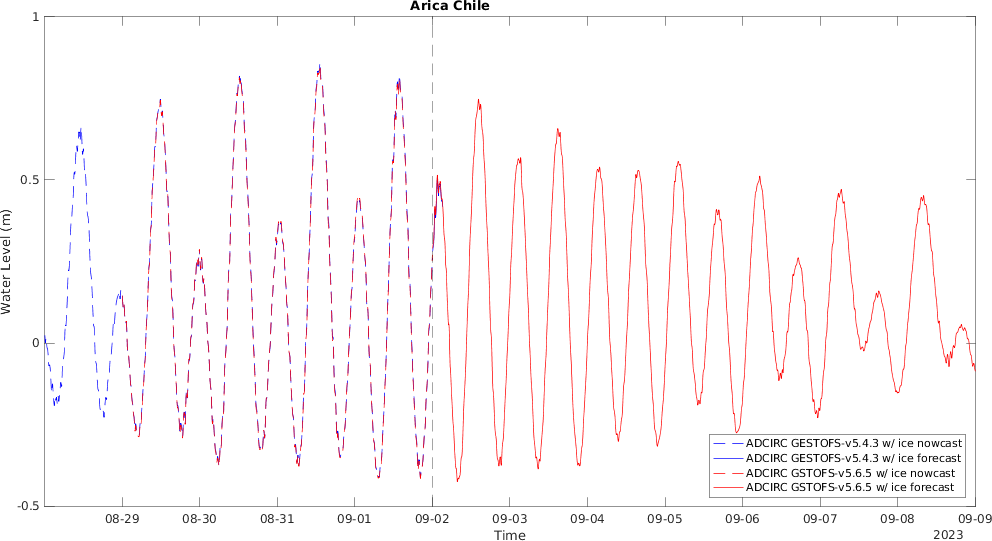 Arica Chile
1
0.5
0
-0.5
Water Level (m)
ADCIRC GESTOFS-v5.4.3 w/ ice nowcast
ADCIRC GESTOFS-v5.4.3 w/ ice forecast
ADCIRC GSTOFS-v5.6.5 w/ ice nowcast
ADCIRC GSTOFS-v5.6.5 w/ ice forecast
08-29 08-30 08-31 09-01 09-02 09-03 09-04 09-05 09-06 09-07 09-08 09-09
Time
2023